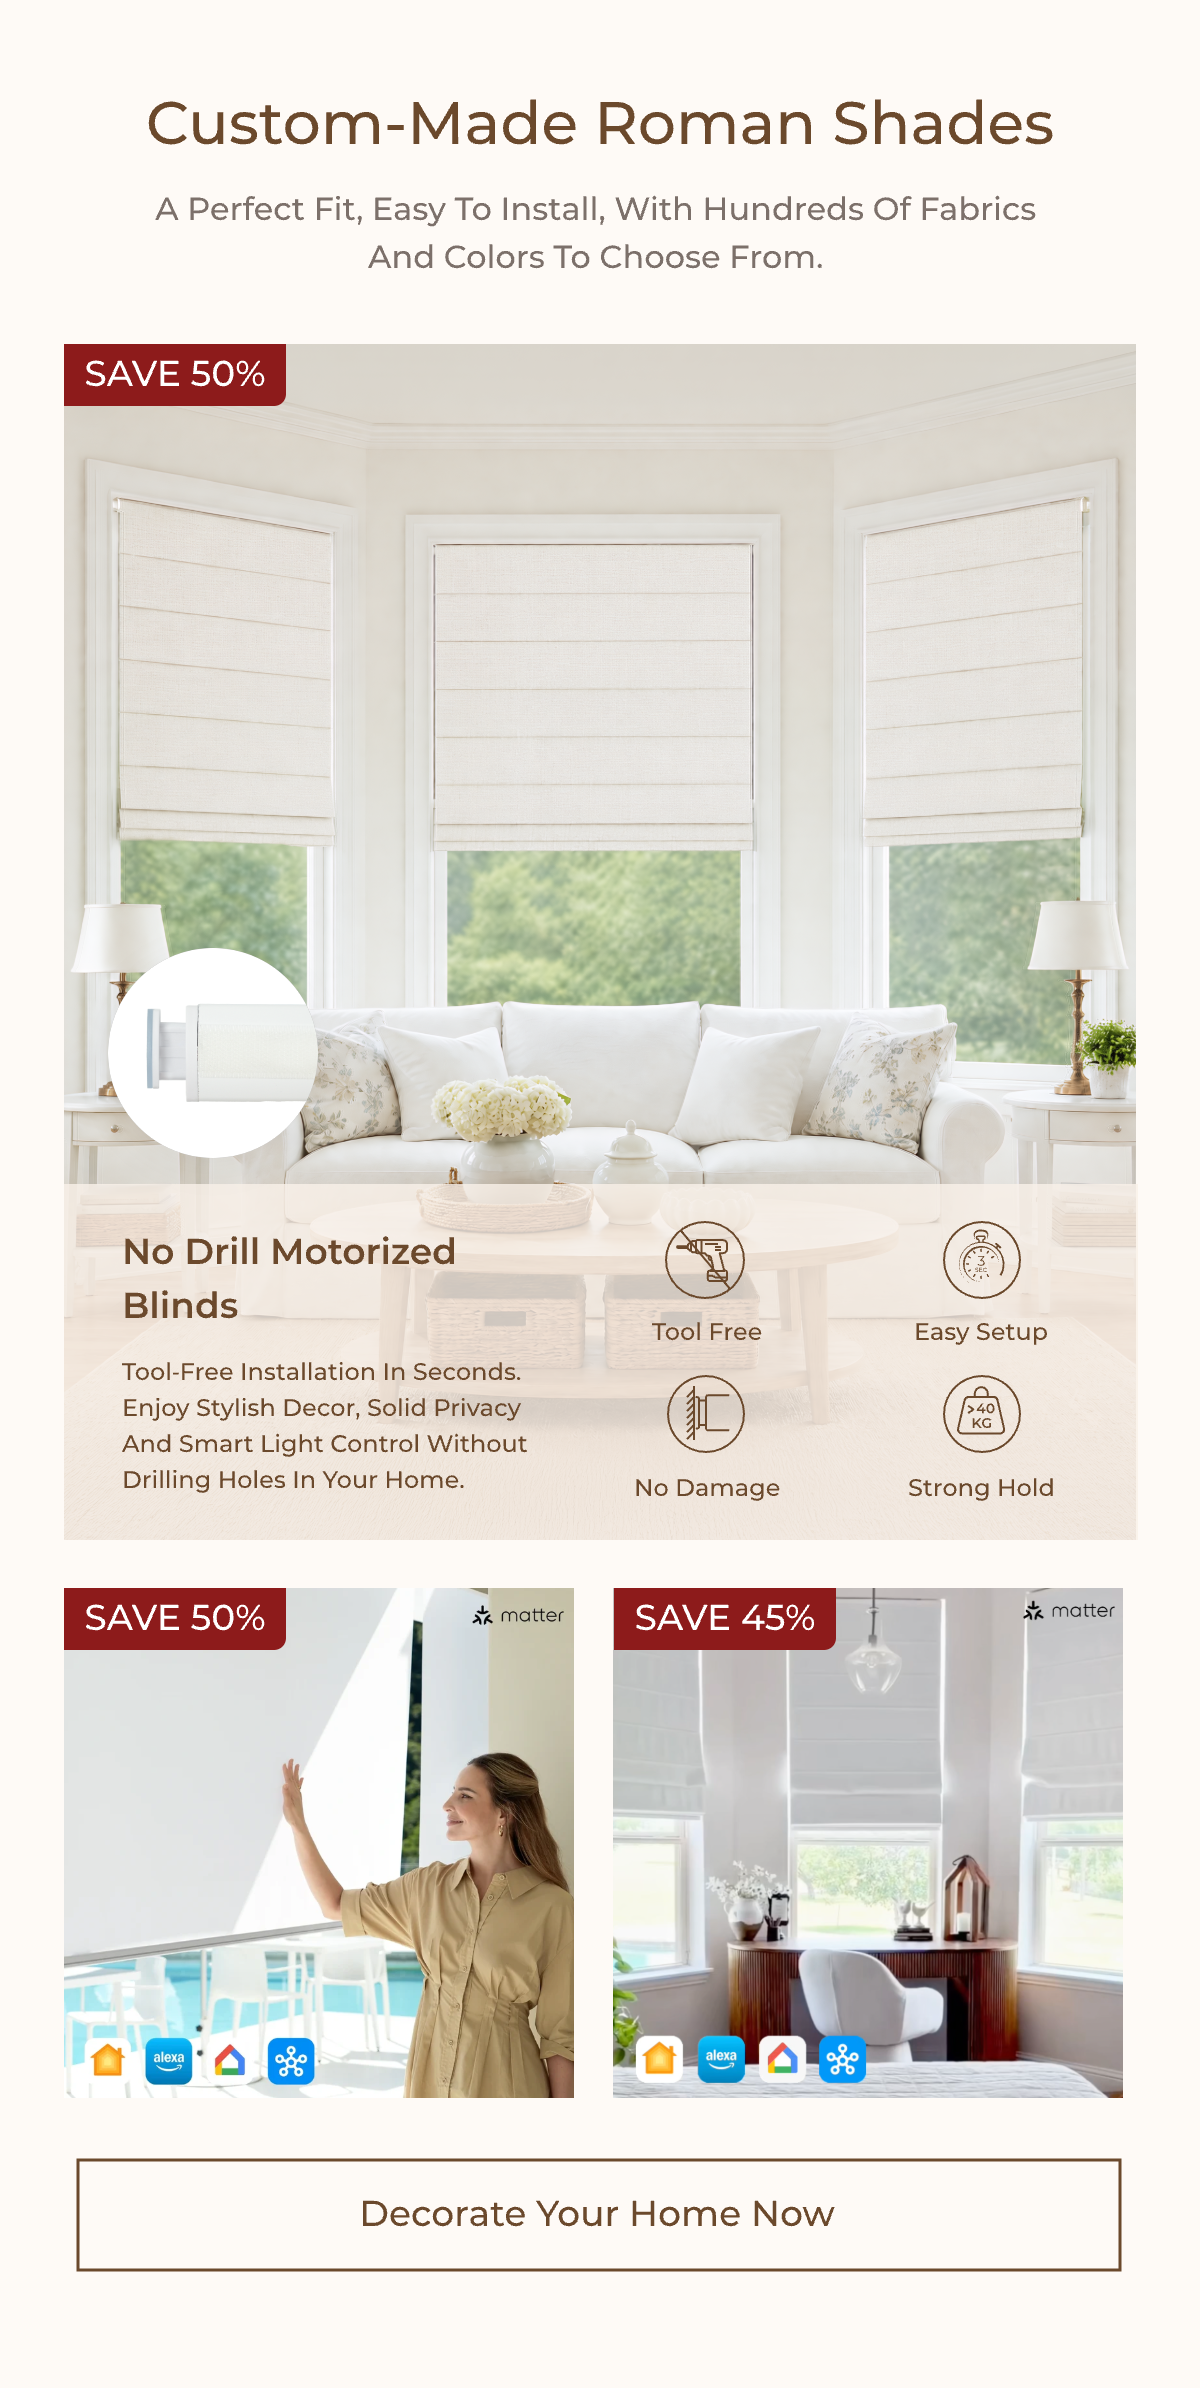 Custom-Made Roman Shades
A Perfect Fit, Easy To Install, With Hundreds Of Fabrics
And Colors To Choose From.
SAVE 50%
No Drill Motorized
Blinds
Tool-Free Installation In Seconds.
Enjoy Stylish Decor, Solid Privacy
And Smart Light Control Without
Drilling Holes In Your Home.
Tool Free
3
SEC
Easy Setup
No Damage
>40
KG
Strong Hold
SAVE 50%
matter
alexa
SAVE 45%
matter
alexa
Decorate Your Home Now